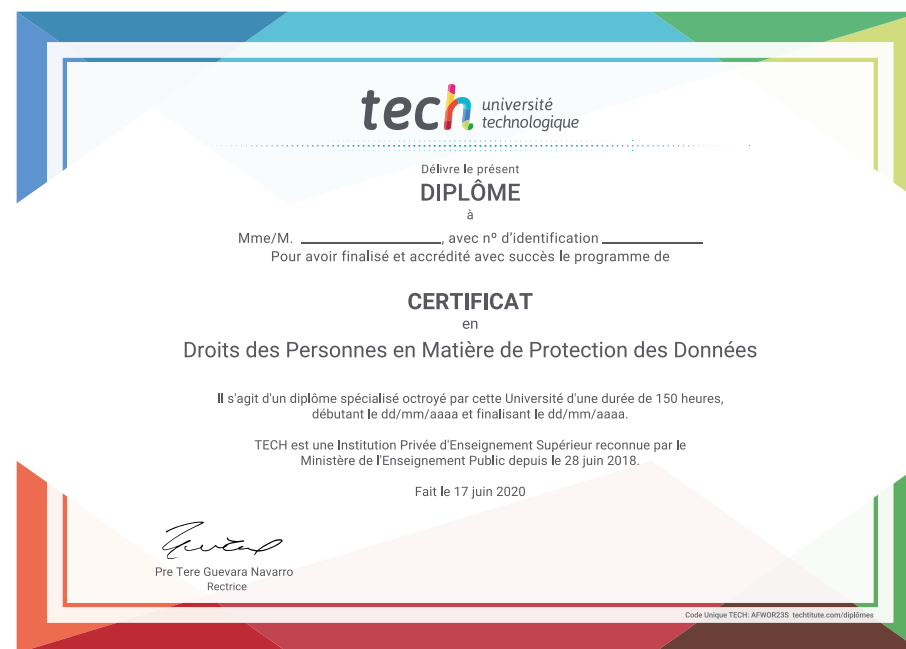 tech université
technologique
Délivre le présent
DIPLÔME
à
Mme/M. ____________________, avec nº d'identification ______________
Pour avoir finalisé et accrédité avec succès le programme de
CERTIFICAT
en
Droits des Personnes en Matière de Protection des Données
Il s'agit d'un diplôme spécialisé octroyé par cette Université d'une durée de 150 heures,
débutant le dd/mm/aaaa et finalisant le dd/mm/aaaa.
TECH est une Institution Privée d'Enseignement Supérieur reconnue par le
Ministère de l'Enseignement Public depuis le 28 juin 2018.
Fait le 17 juin 2020
Pre Tere Guevara Navarro
Rectrice
Code Unique TECH: AFWOR23S techtitute.com/diplômes